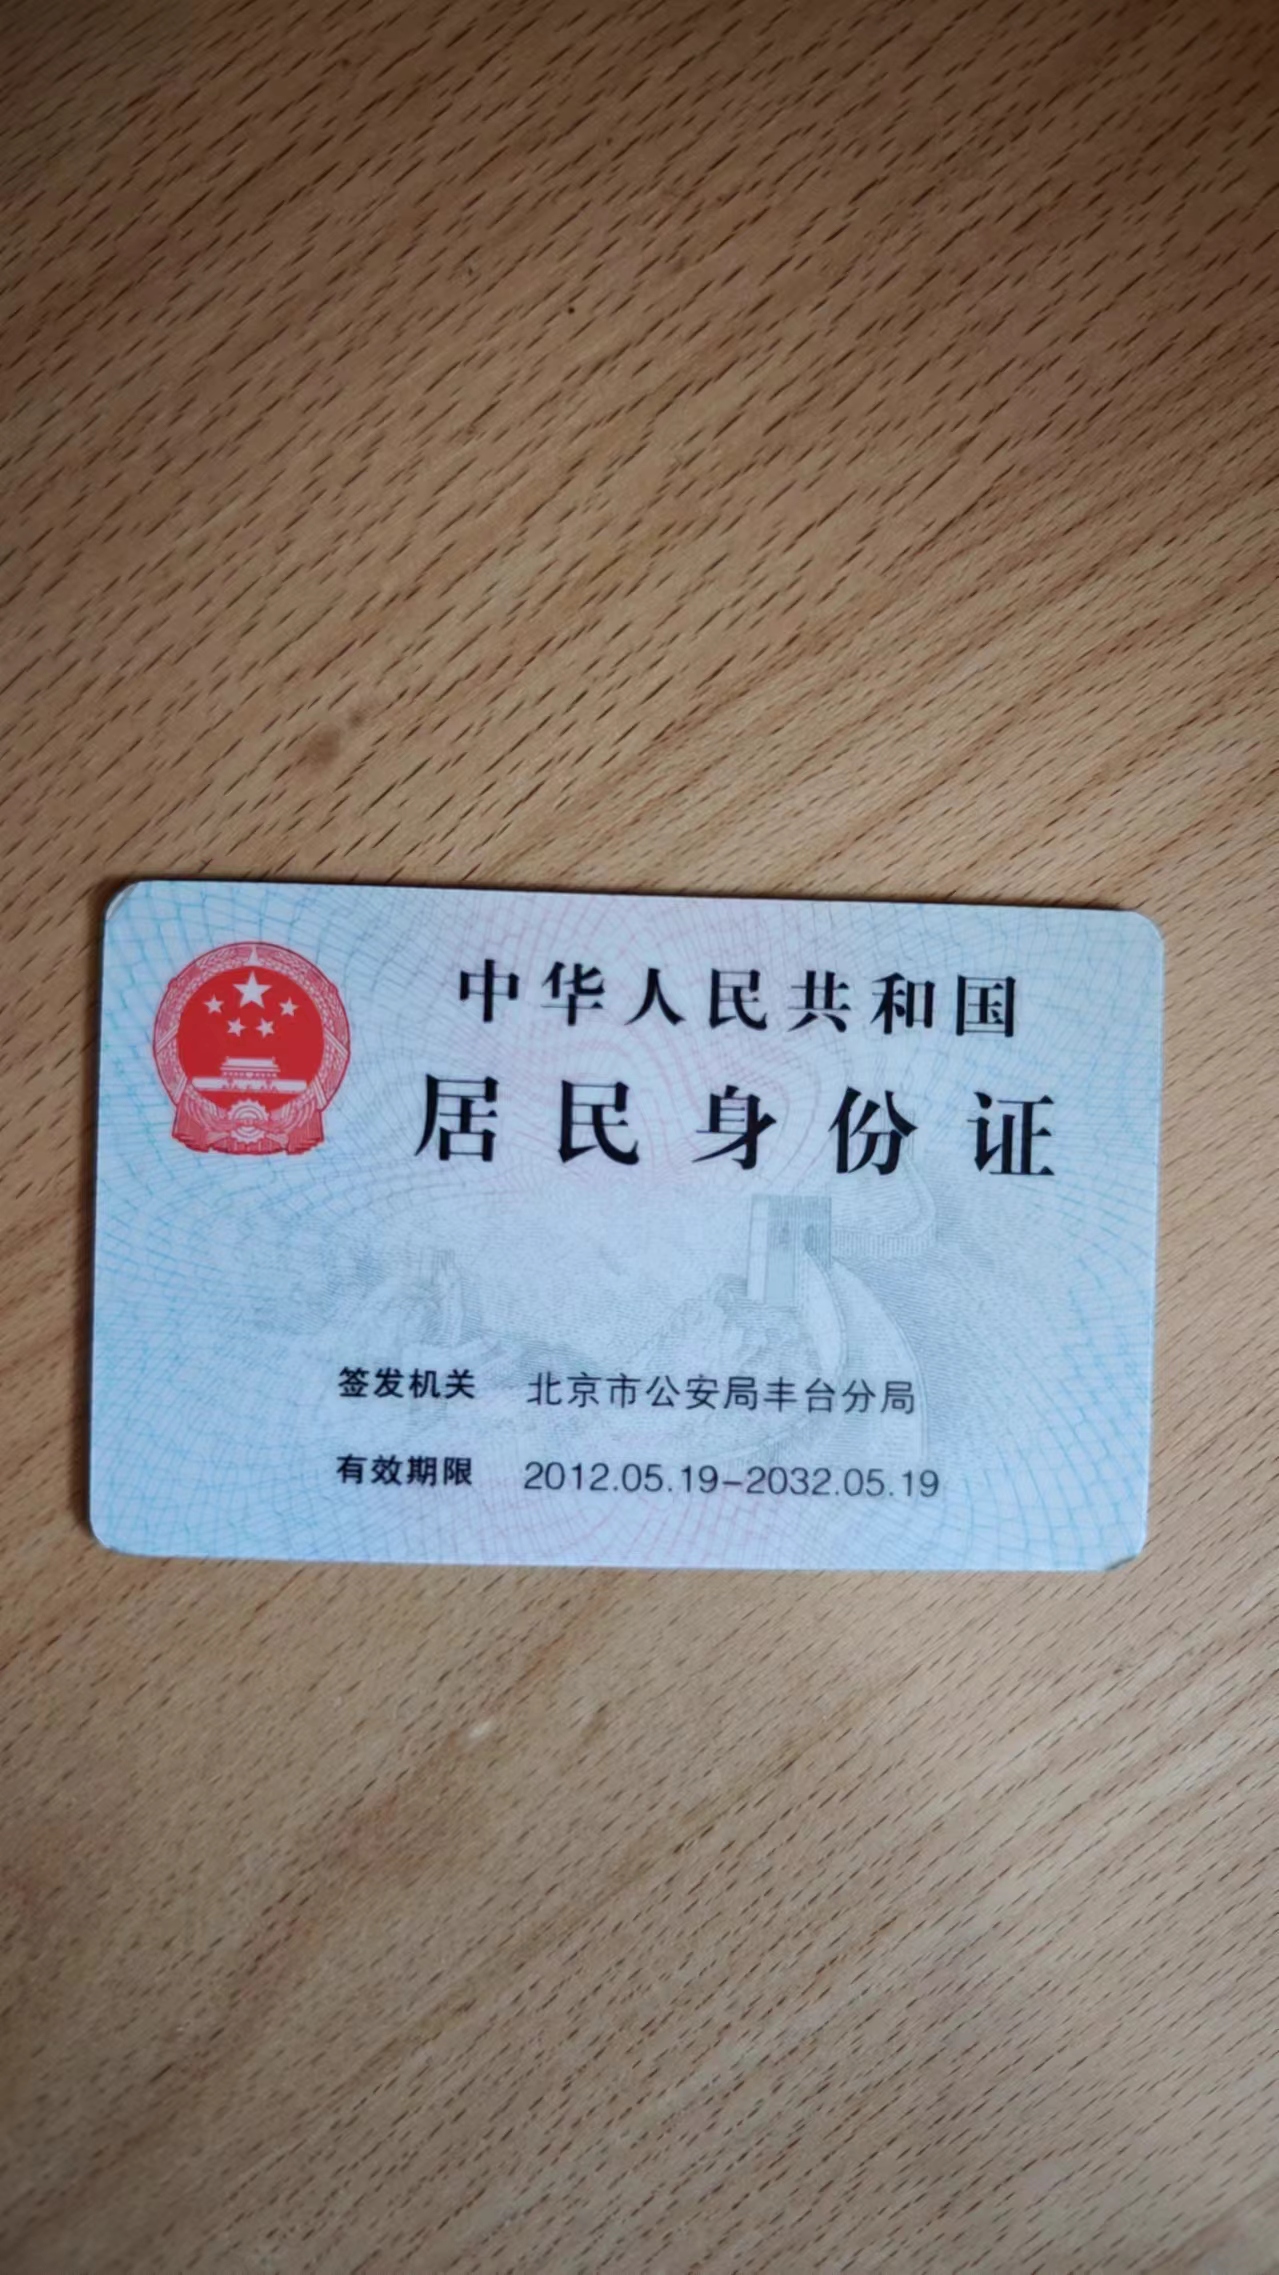 中华人民共和国
居民身份证
签发机关 北京市公安局丰台分局
有效期限 2012.05.19-2032.05.19